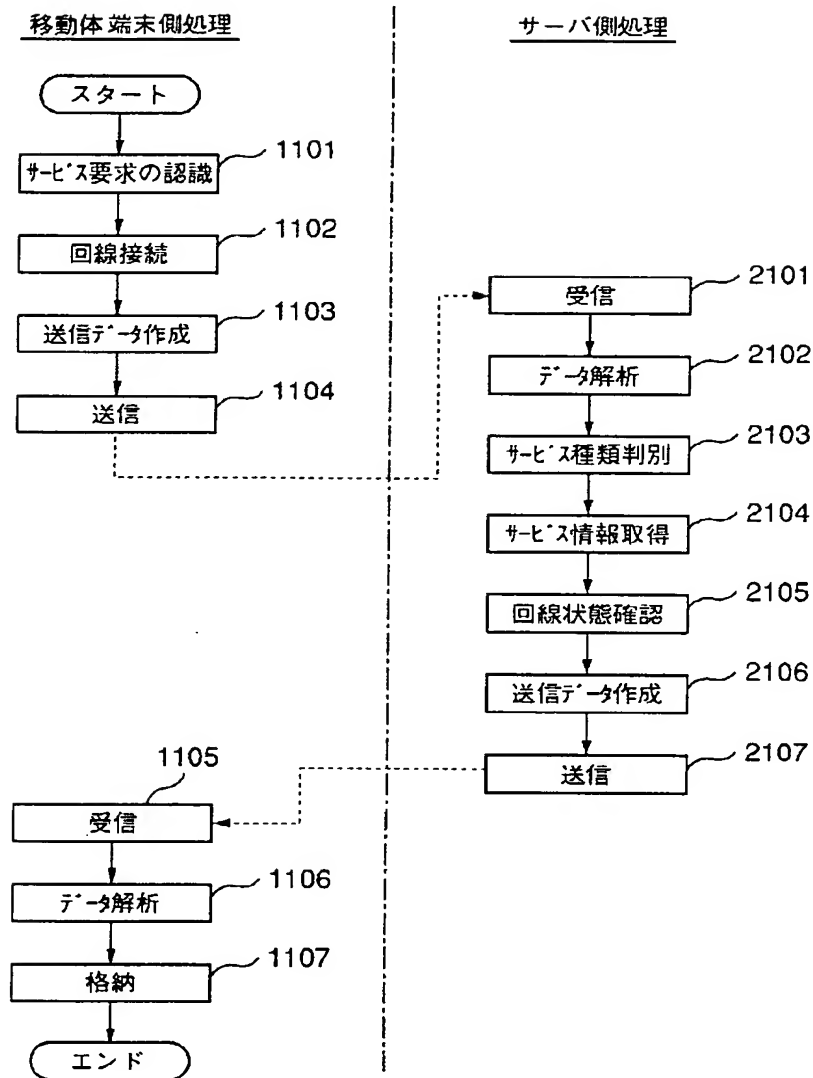 移動体端末側処理
スタート
サービス要求の認識
1101
回線接続
1102
送信データ作成
1103
送信
1104
サーバ側処理
受信
2101
データ解析
2102
サービス種類判別
2103
サービス情報取得
2104
回線状態確認
2105
送信データ作成
2106
送信
2107
受信
1105
データ解析
1106
格納
1107
エンド